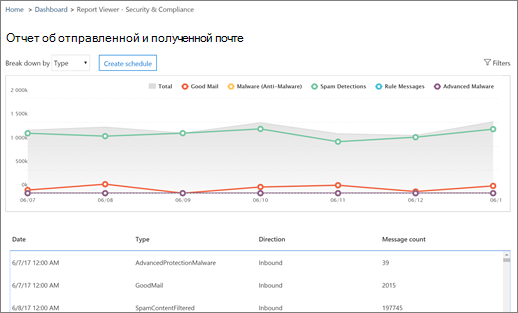 Home > Dashboard > Report Viewer - Security & Compliance
Отчет об отправленной и полученной почте
Break down by Type Create schedule Filters
Total Good Mail Malware (Anti-Malware) Spam Detections Rule Messages Advanced Malware
2 000k
1 500k
1 000k
500k
0k
06/07 06/08 06/09 06/10 06/11 06/12 06/1
Date Type Direction Message count
6/7/17 12:00 AM AdvancedProtectionMalware Inbound 39
6/7/17 12:00 AM GoodMail Inbound 2015
6/8/17 12:00 AM SpamContentFiltered Inbound 197745